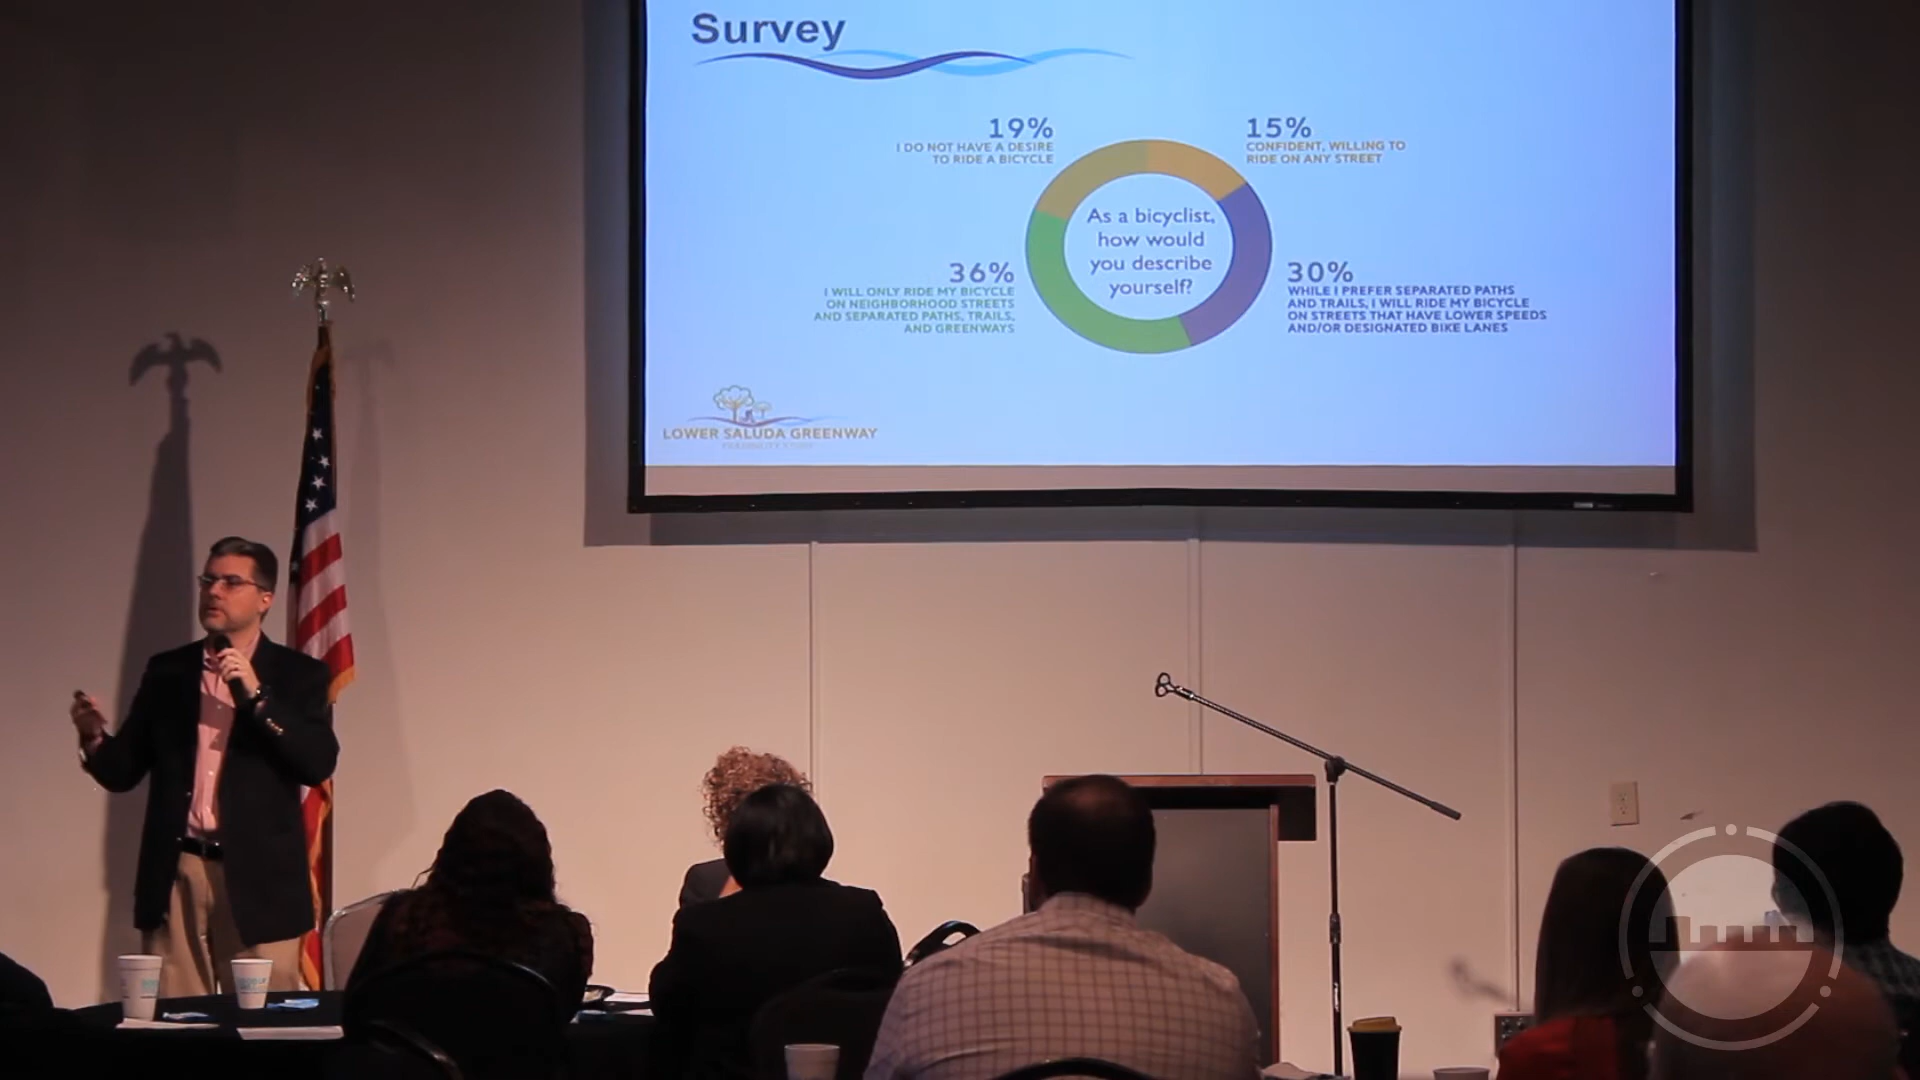 Survey
19%
I DO NOT HAVE A DESIRE
TO RIDE A BICYCLE
15%
CONFIDENT, WILLING TO
RIDE ON ANY STREET
As a bicyclist,
how would
you describe
yourself?
36%
I WILL ONLY RIDE MY BICYCLE
ON NEIGHBORHOOD STREETS
AND SEPARATED PATHS, TRAILS,
AND GREENWAYS
30%
WHILE I PREFER SEPARATED PATHS
AND TRAILS, I WILL RIDE MY BICYCLE
ON STREETS THAT HAVE LOWER SPEEDS
AND/OR DESIGNATED BIKE LANES
LOWER SALUDA GREENWAY